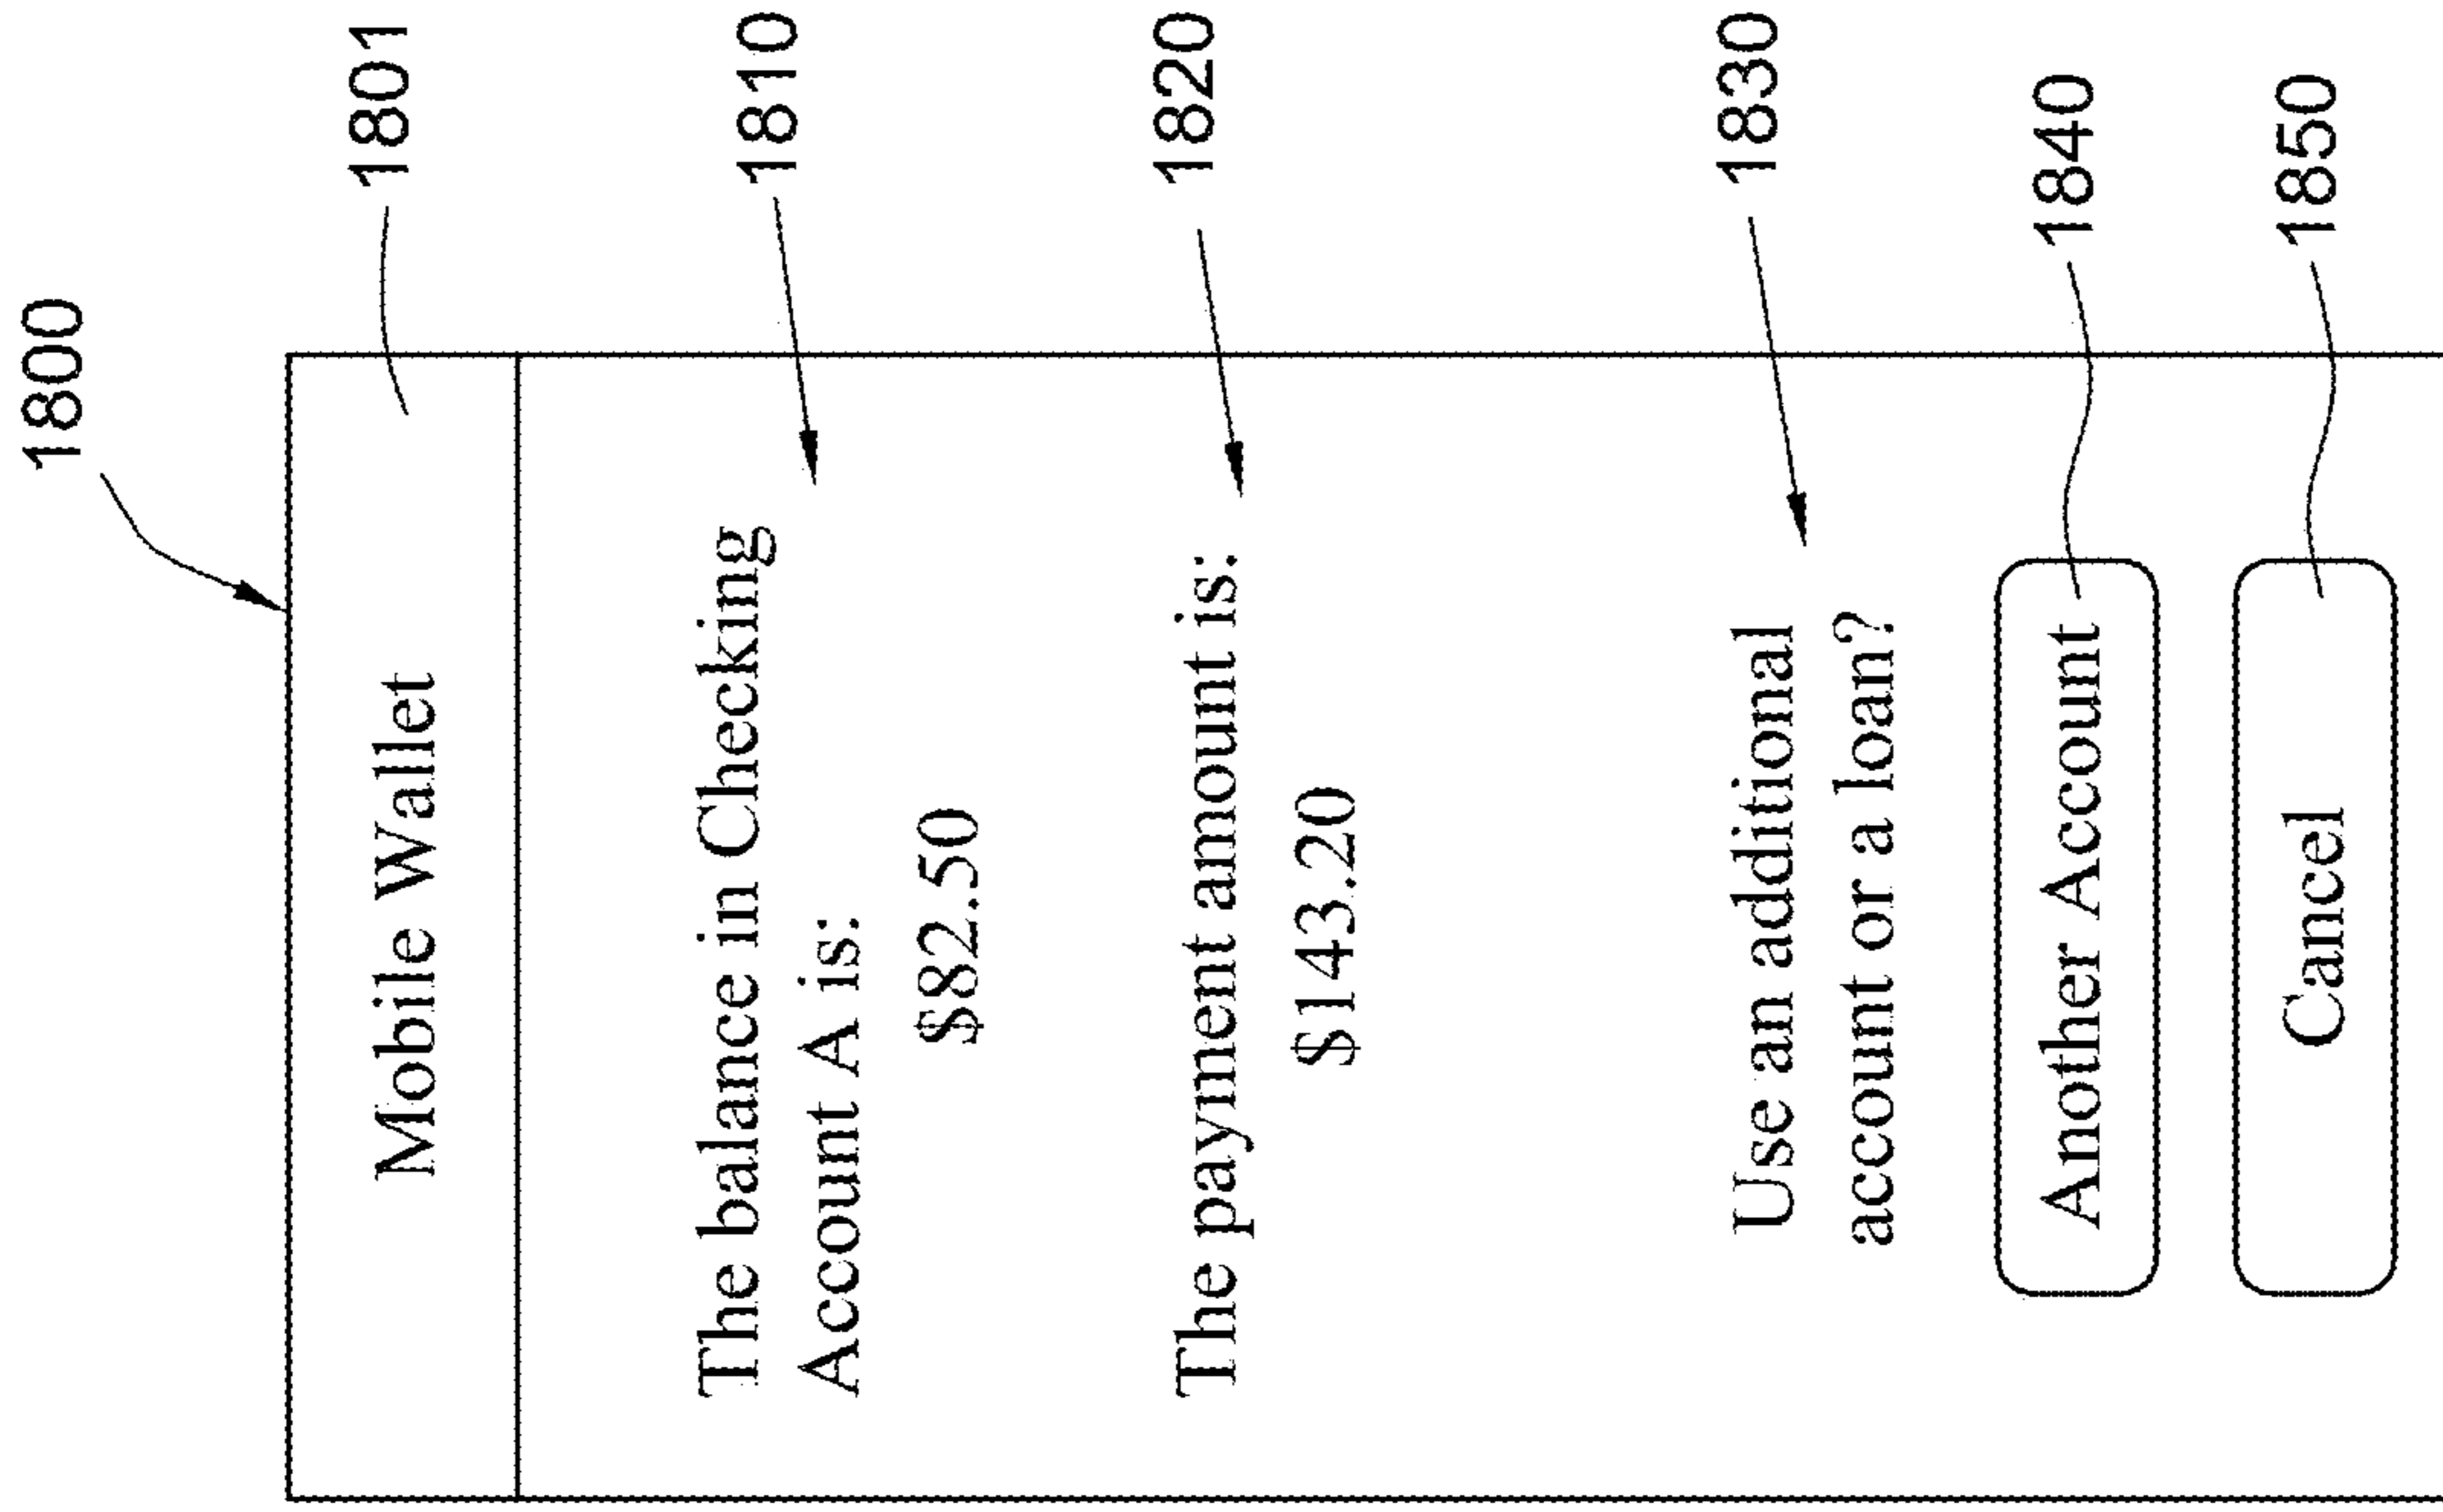 1800
Mobile Wallet
1801
The balance in Checking
Account A is:
1810
$82.50
The payment amount is:
1820
$143.20
Use an additional
account or a loan?
1830
Another Account
1840
Cancel
1850